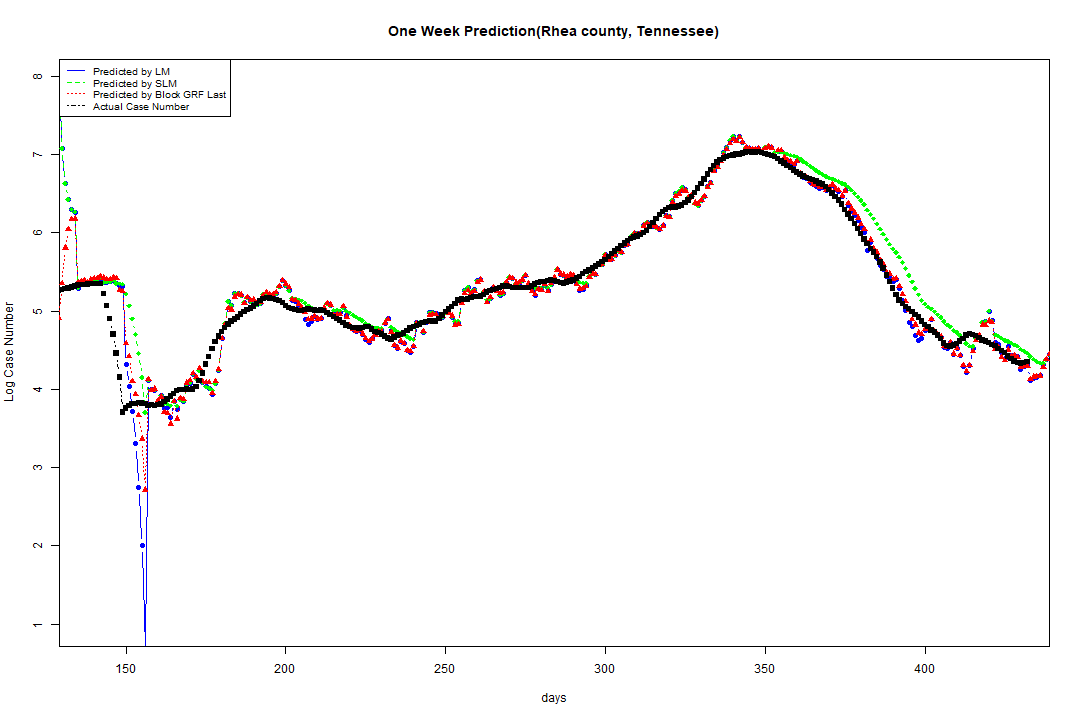 One Week Prediction(Rhea county, Tennessee)
Predicted by LM
Predicted by SLM
Predicted by Block GRF Last
Actual Case Number
8
7
6
5
4
3
2
1
Log Case Number
150 200 250 300 350 400
days